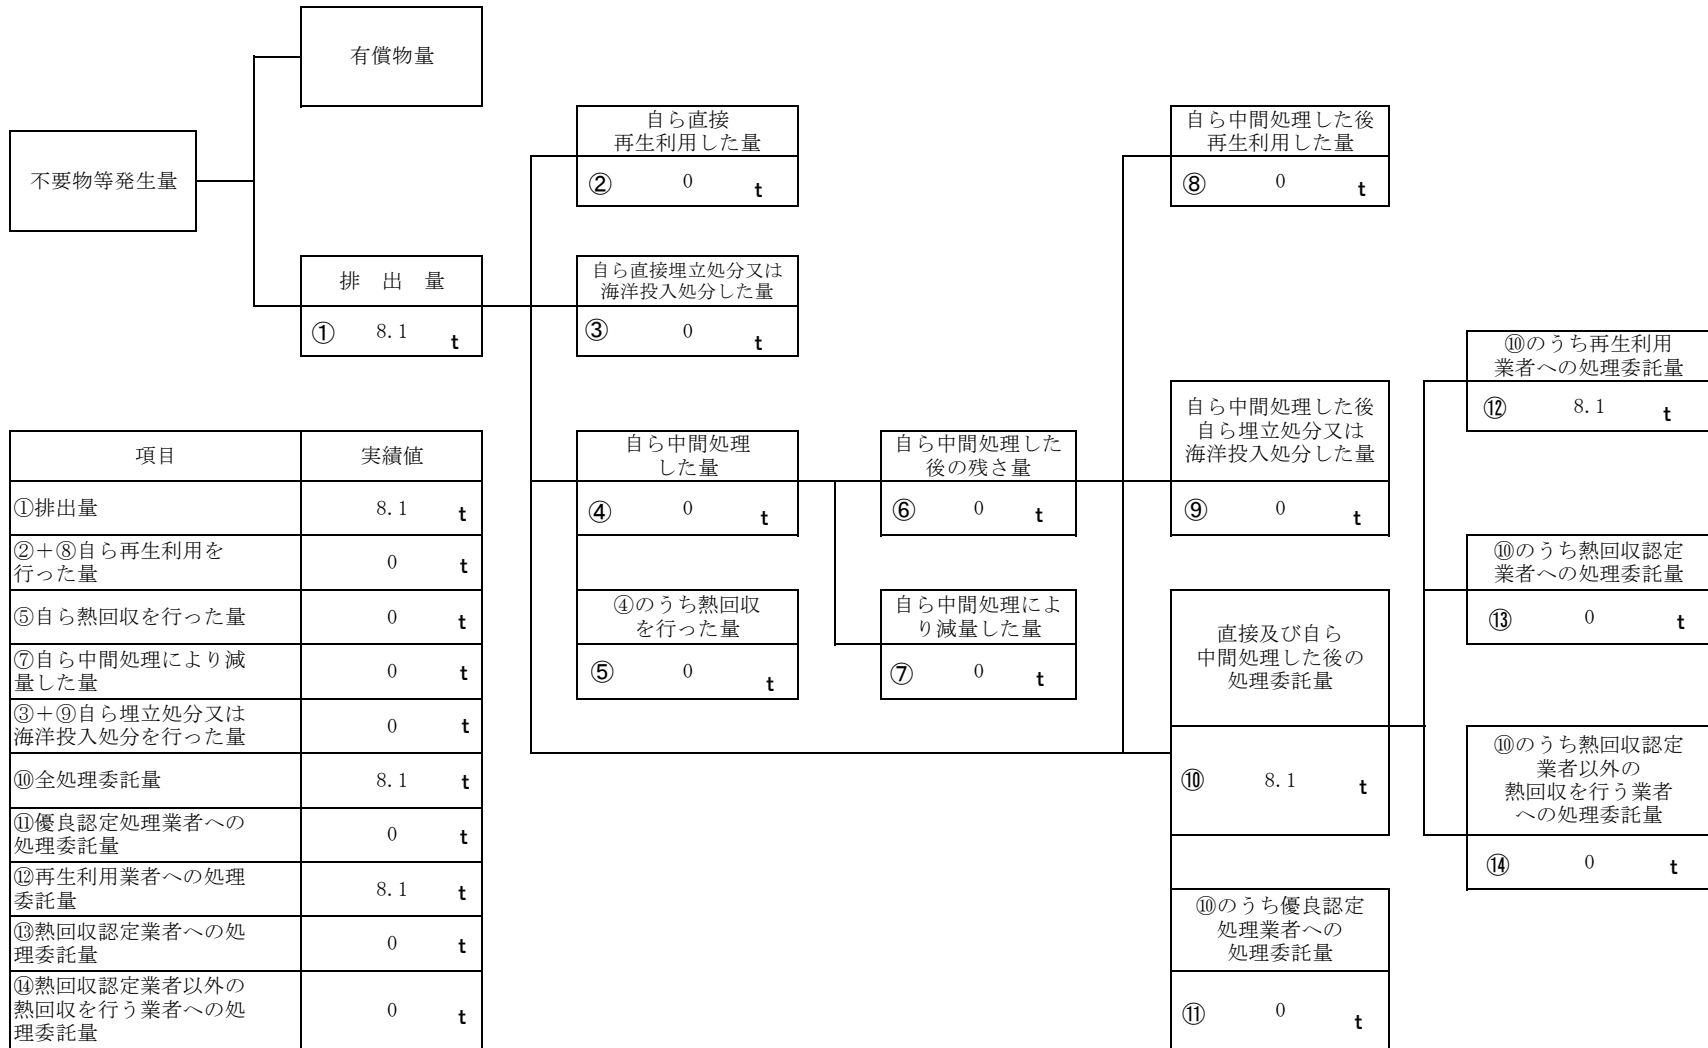 有償物量
不要物等発生量
排 出 量
① 8.1 t
自ら直接
再生利用した量
② 0 t
自ら直接埋立処分又は
海洋投入処分した量
③ 0 t
自ら中間処理
した量
④ 0 t
④のうち熱回収
を行った量
⑤ 0 t
自ら中間処理した
後の残さ量
⑥ 0 t
自ら中間処理によ
り減量した量
⑦ 0 t
自ら中間処理した後
再生利用した量
⑧ 0 t
自ら中間処理した後
自ら埋立処分又は
海洋投入処分した量
⑨ 0 t
直接及び自ら
中間処理した後の
処理委託量
⑩ 8.1 t
⑩のうち優良認定
処理業者への
処理委託量
⑪ 0 t
⑩のうち再生利用
業者への処理委託量
⑫ 8.1 t
⑩のうち熱回収認定
業者への処理委託量
⑬ 0 t
⑩のうち熱回収認定
業者以外の
熱回収を行う業者
への処理委託量
⑭ 0 t
項目 実績値
①排出量 8.1 t
②+⑧自ら再生利用を
行った量 0 t
⑤自ら熱回収を行った量 0 t
⑦自ら中間処理により減
量した量 0 t
③+⑨自ら埋立処分又は
海洋投入処分を行った量 0 t
⑩全処理委託量 8.1 t
⑪優良認定処理業者への
処理委託量 0 t
⑫再生利用業者への処理
委託量 8.1 t
⑬熱回収認定業者への処
理委託量 0 t
⑭熱回収認定業者以外の
熱回収を行う業者への処
理委託量 0 t